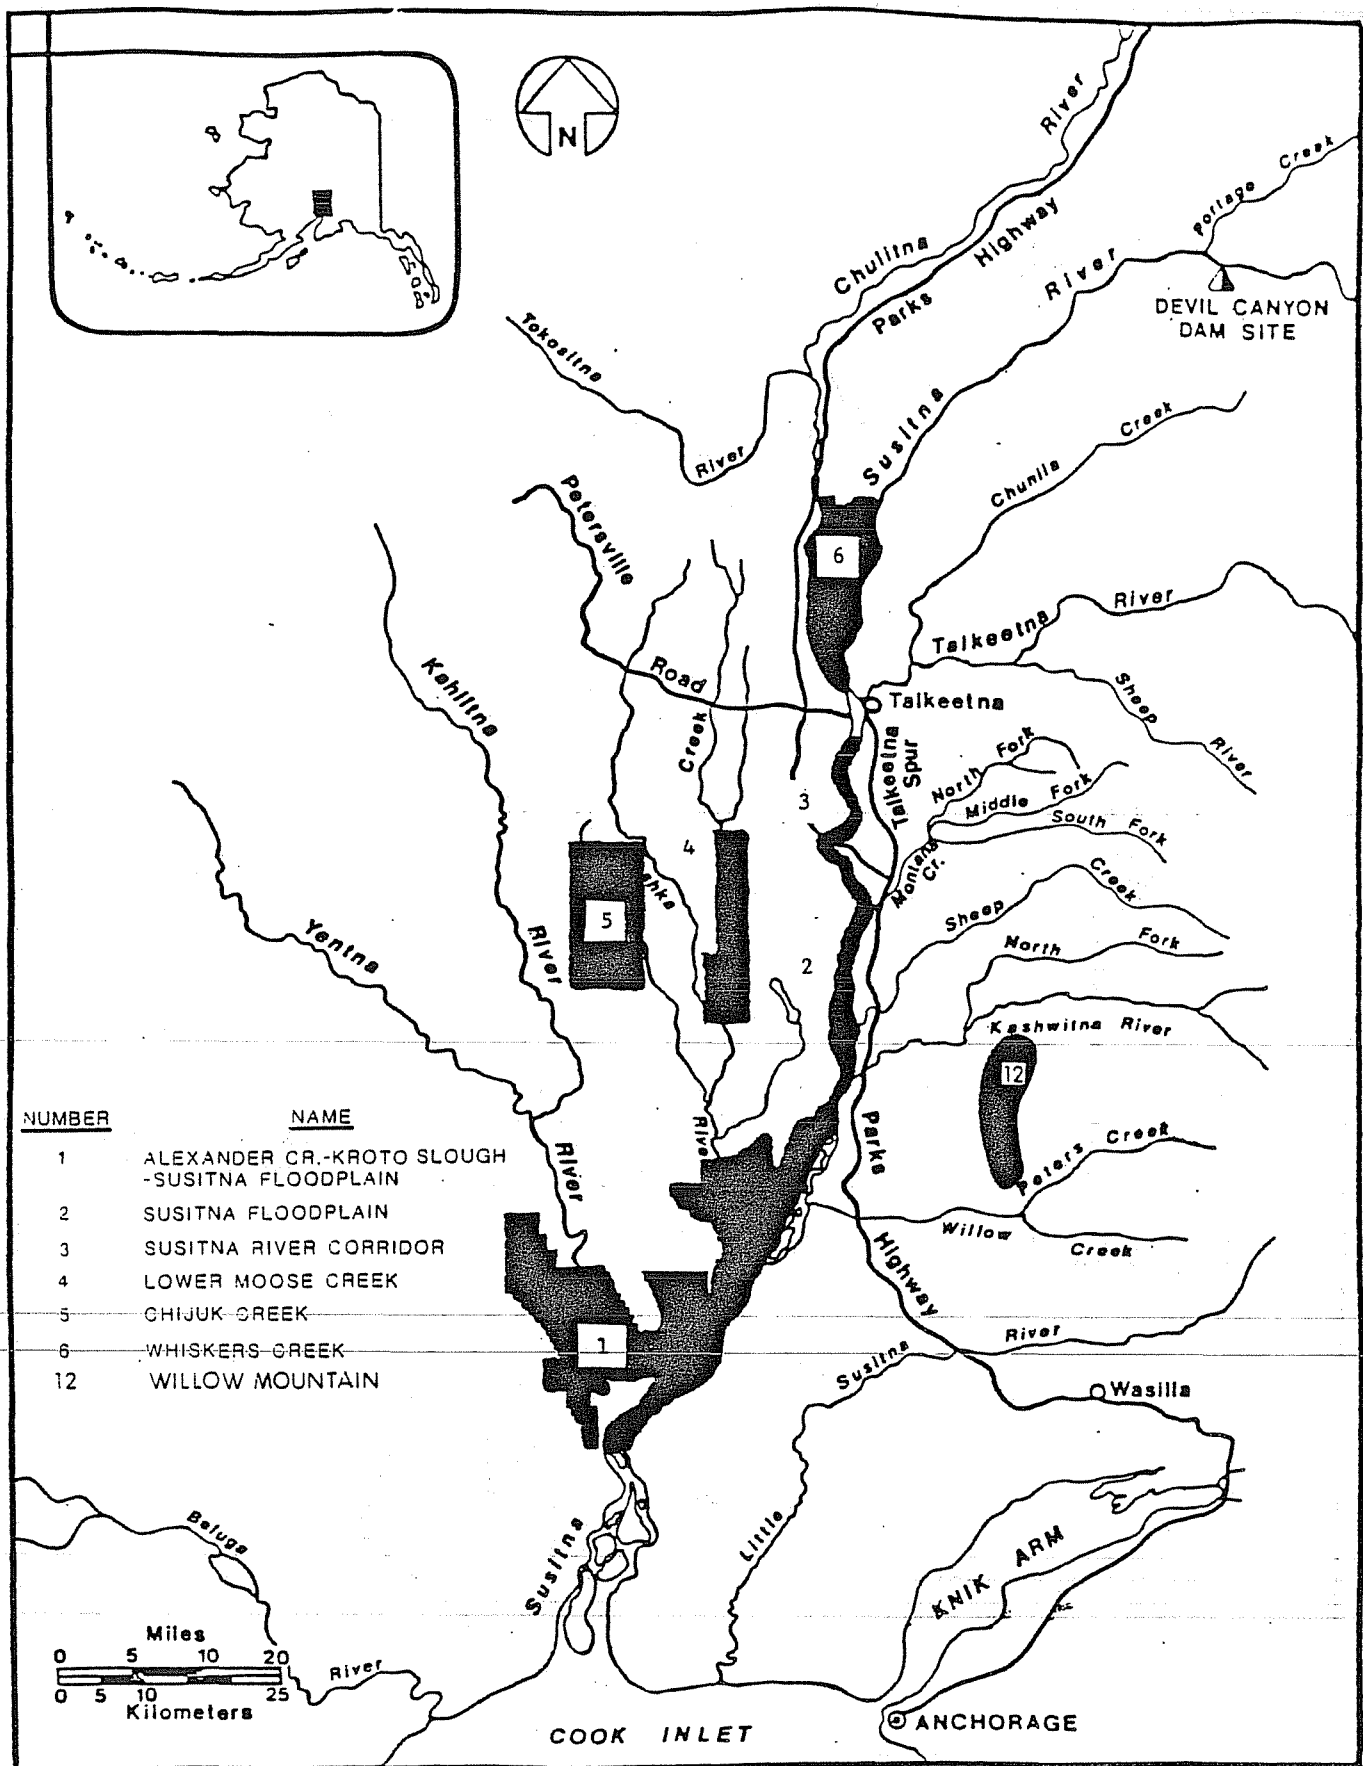 N
Chulitna
River
Parks
Highway
Susitna
River
Portage Creek
DEVIL CANYON
DAM SITE
Tokositna
River
Chunila
Creek
Petersville
Road
6
Talkeetna
River
Talkeetna
Sheep
River
Kahiltna
River
Creek
Talkeetna
Spur
North Fork
Middle Fork
South Fork
Montana
Cr.
3
4
5
2
Sheep
Creek
North
Fork
Kashwitna River
12
Yentna
River
River
Parks
Highway
Peters Creek
Willow
Creek
NUMBER NAME
1 ALEXANDER CR.-KROTO SLOUGH
-SUSITNA FLOODPLAIN
2 SUSITNA FLOODPLAIN
3 SUSITNA RIVER CORRIDOR
4 LOWER MOOSE CREEK
5 CHIJUK CREEK
6 WHISKERS CREEK
12 WILLOW MOUNTAIN
1
Little
Susitna
River
Wasilla
Susitna
Beluga
River
KNIK ARM
Miles
0 5 10 20
0 5 10 25
Kilometers
COOK INLET
ANCHORAGE